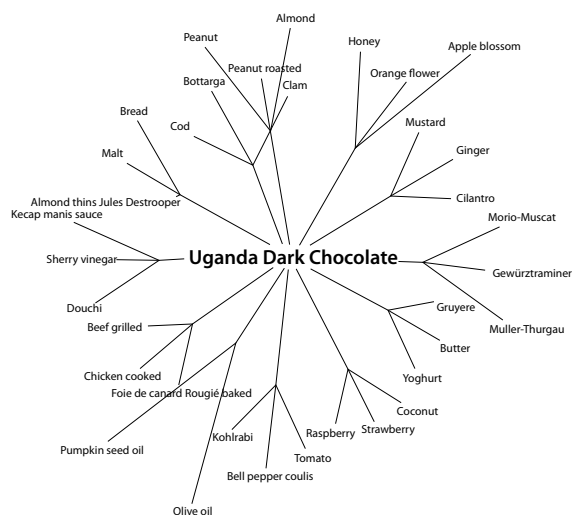 Almond
Peanut
Honey
Apple blossom
Peanut roasted
Orange flower
Bottarga
Clam
Bread
Cod
Mustard
Malt
Ginger
Almond thins Jules Destrooper
Cilantro
Kecap manis sauce
Morio-Muscat
Sherry vinegar
Uganda Dark Chocolate
Gewürztraminer
Douchi
Gruyere
Beef grilled
Muller-Thurgau
Butter
Chicken cooked
Yoghurt
Foie de canard Rougié baked
Coconut
Kohlrabi
Raspberry
Strawberry
Pumpkin seed oil
Tomato
Bell pepper coulis
Olive oil